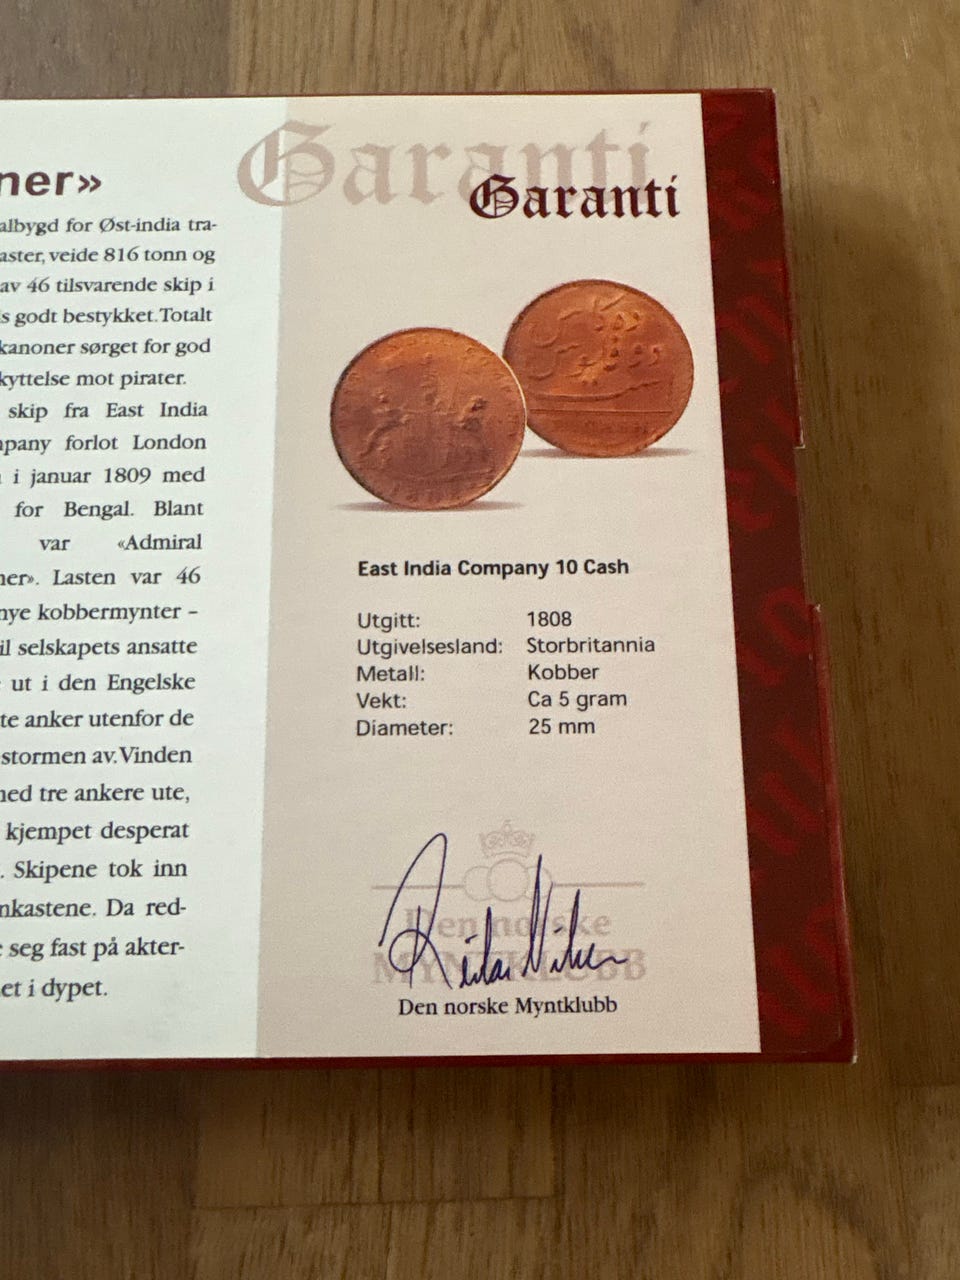 ner»
albygd for Øst-india tra-
aster, veide 816 tonn og
av 46 tilsvarende skip i
s godt bestykket. Totalt
kanoner sørget for god
kyttelse mot pirater.
skip fra East India
pany forlot London
i januar 1809 med
for Bengal. Blant
var «Admiral
ner». Lasten var 46
nye kobbermynter –
il selskapets ansatte
ut i den Engelske
te anker utenfor de
stormen av. Vinden
ned tre ankere ute,
kjempet desperat
. Skipene tok inn
nkastene. Da red-
seg fast på akter-
et i dypet.
Garanti
Garanti
East India Company 10 Cash
Utgitt: 1808
Utgivelsesland: Storbritannia
Metall: Kobber
Vekt: Ca 5 gram
Diameter: 25 mm
Den norske
MYNTKLUBB
Den norske Myntklubb